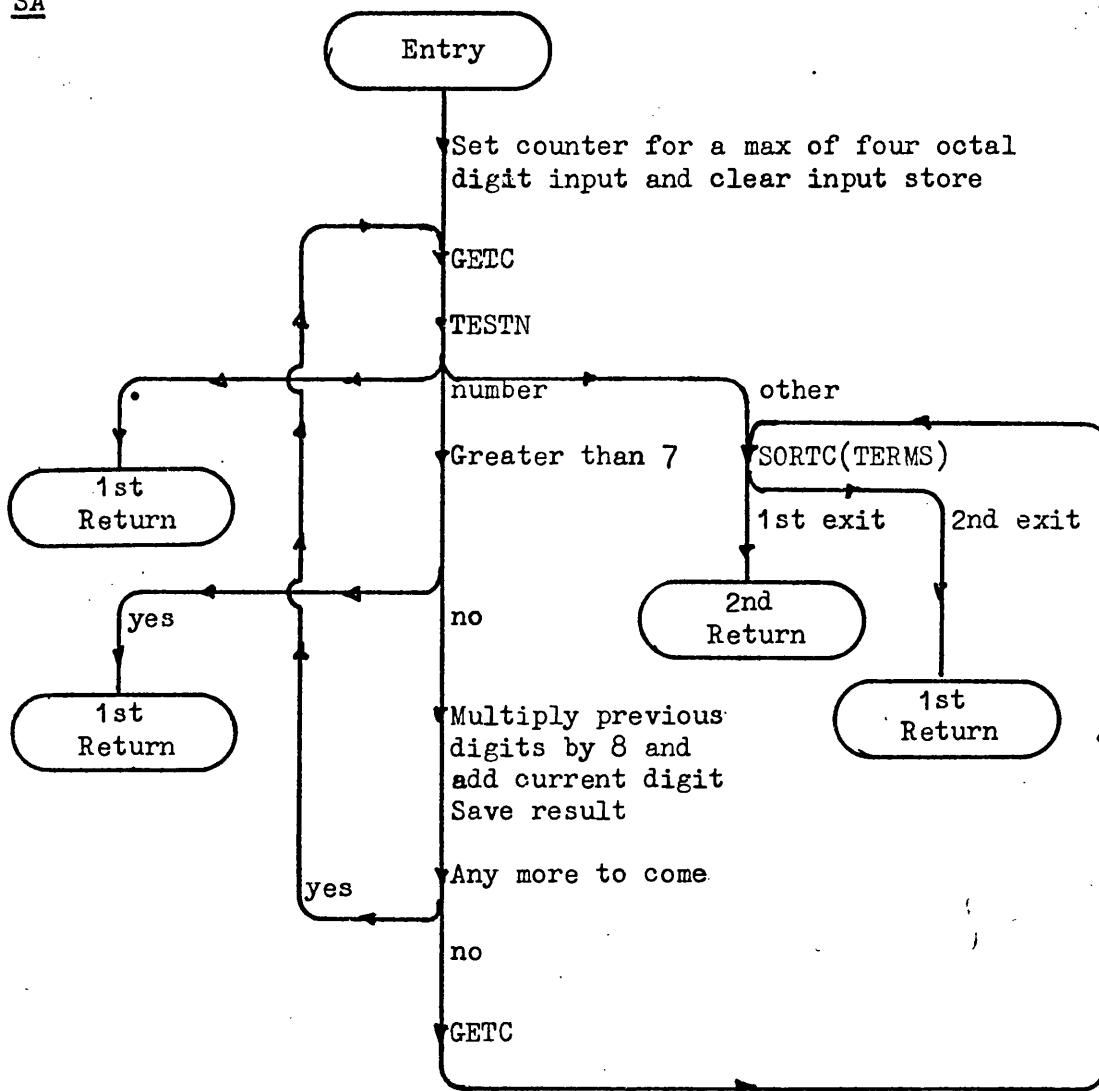 SA
Entry
Set counter for a max of four octal
digit input and clear input store
GETC
TESTN
.
number
other
Greater than 7
SORTC(TERMS)
1st
Return
1st exit
2nd exit
yes
no
2nd
Return
1st
Return
1st
Return
Multiply previous
digits by 8 and
add current digit
Save result
Any more to come
yes
no
GETC